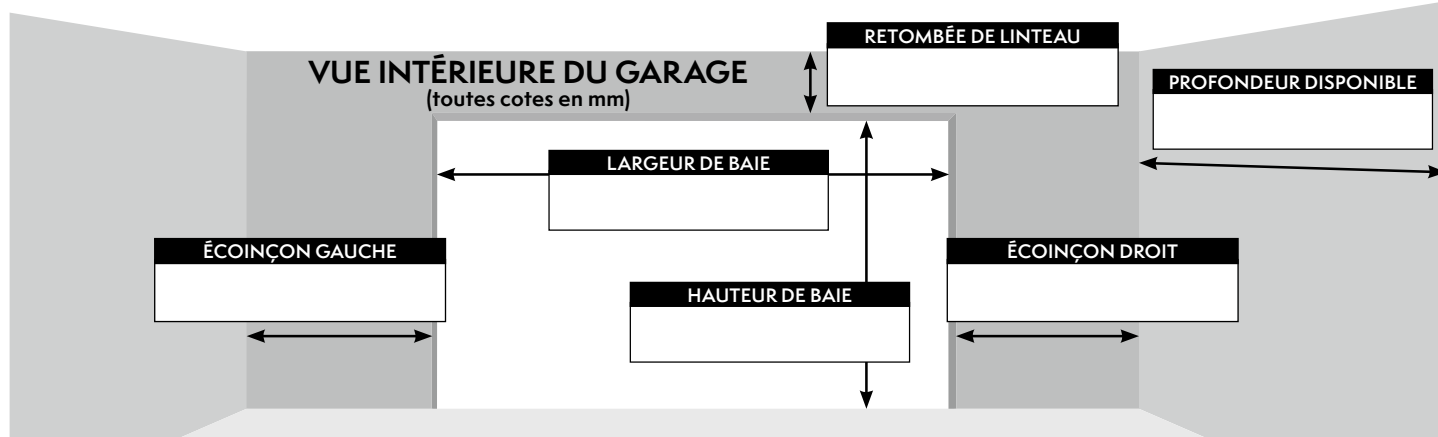 RETOMBÉE DE LINTEAU
VUE INTÉRIEURE DU GARAGE
(toutes cotes en mm)
PROFONDEUR DISPONIBLE
LARGEUR DE BAIE
ÉCOINÇON GAUCHE
ÉCOINÇON DROIT
HAUTEUR DE BAIE